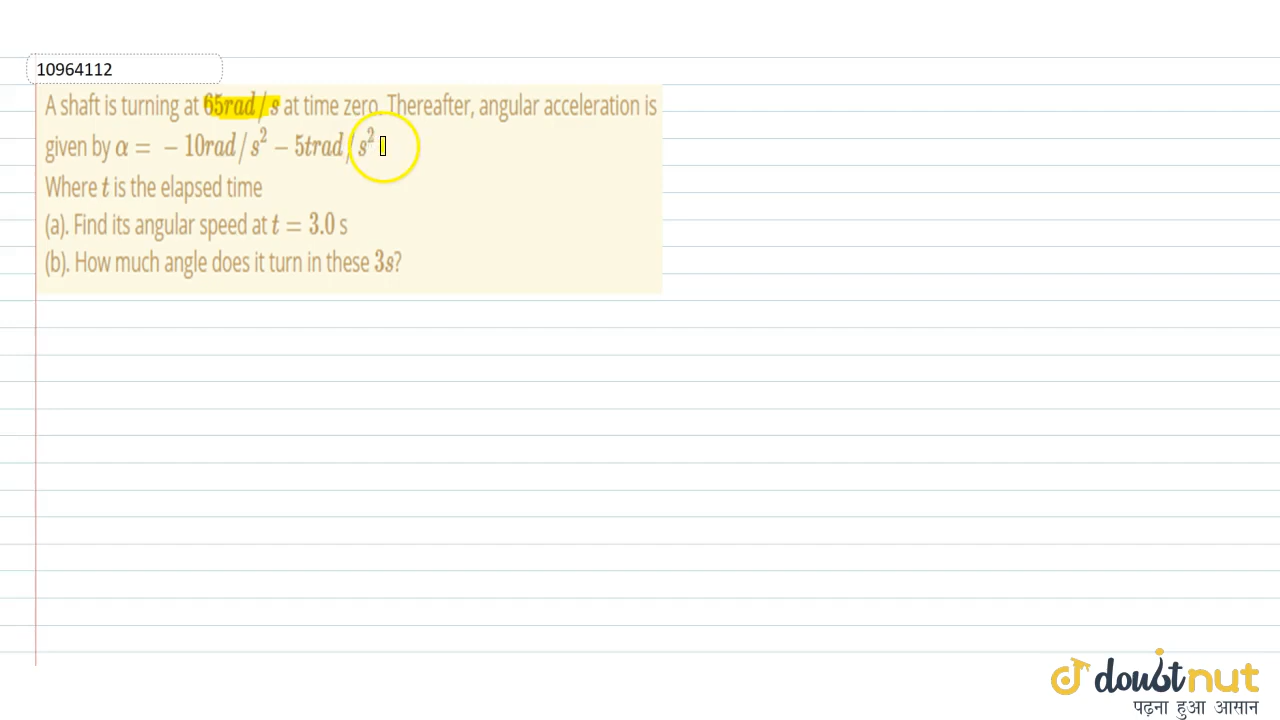 10964112
A shaft is turning at 65rad/s at time zero. Thereafter, angular acceleration is
given by α = − 10rad/s² − 5trad/s²
Where t is the elapsed time
(a). Find its angular speed at t = 3.0 s
(b). How much angle does it turn in these 3s?
doubtnut
पढ़ना हुआ आसान